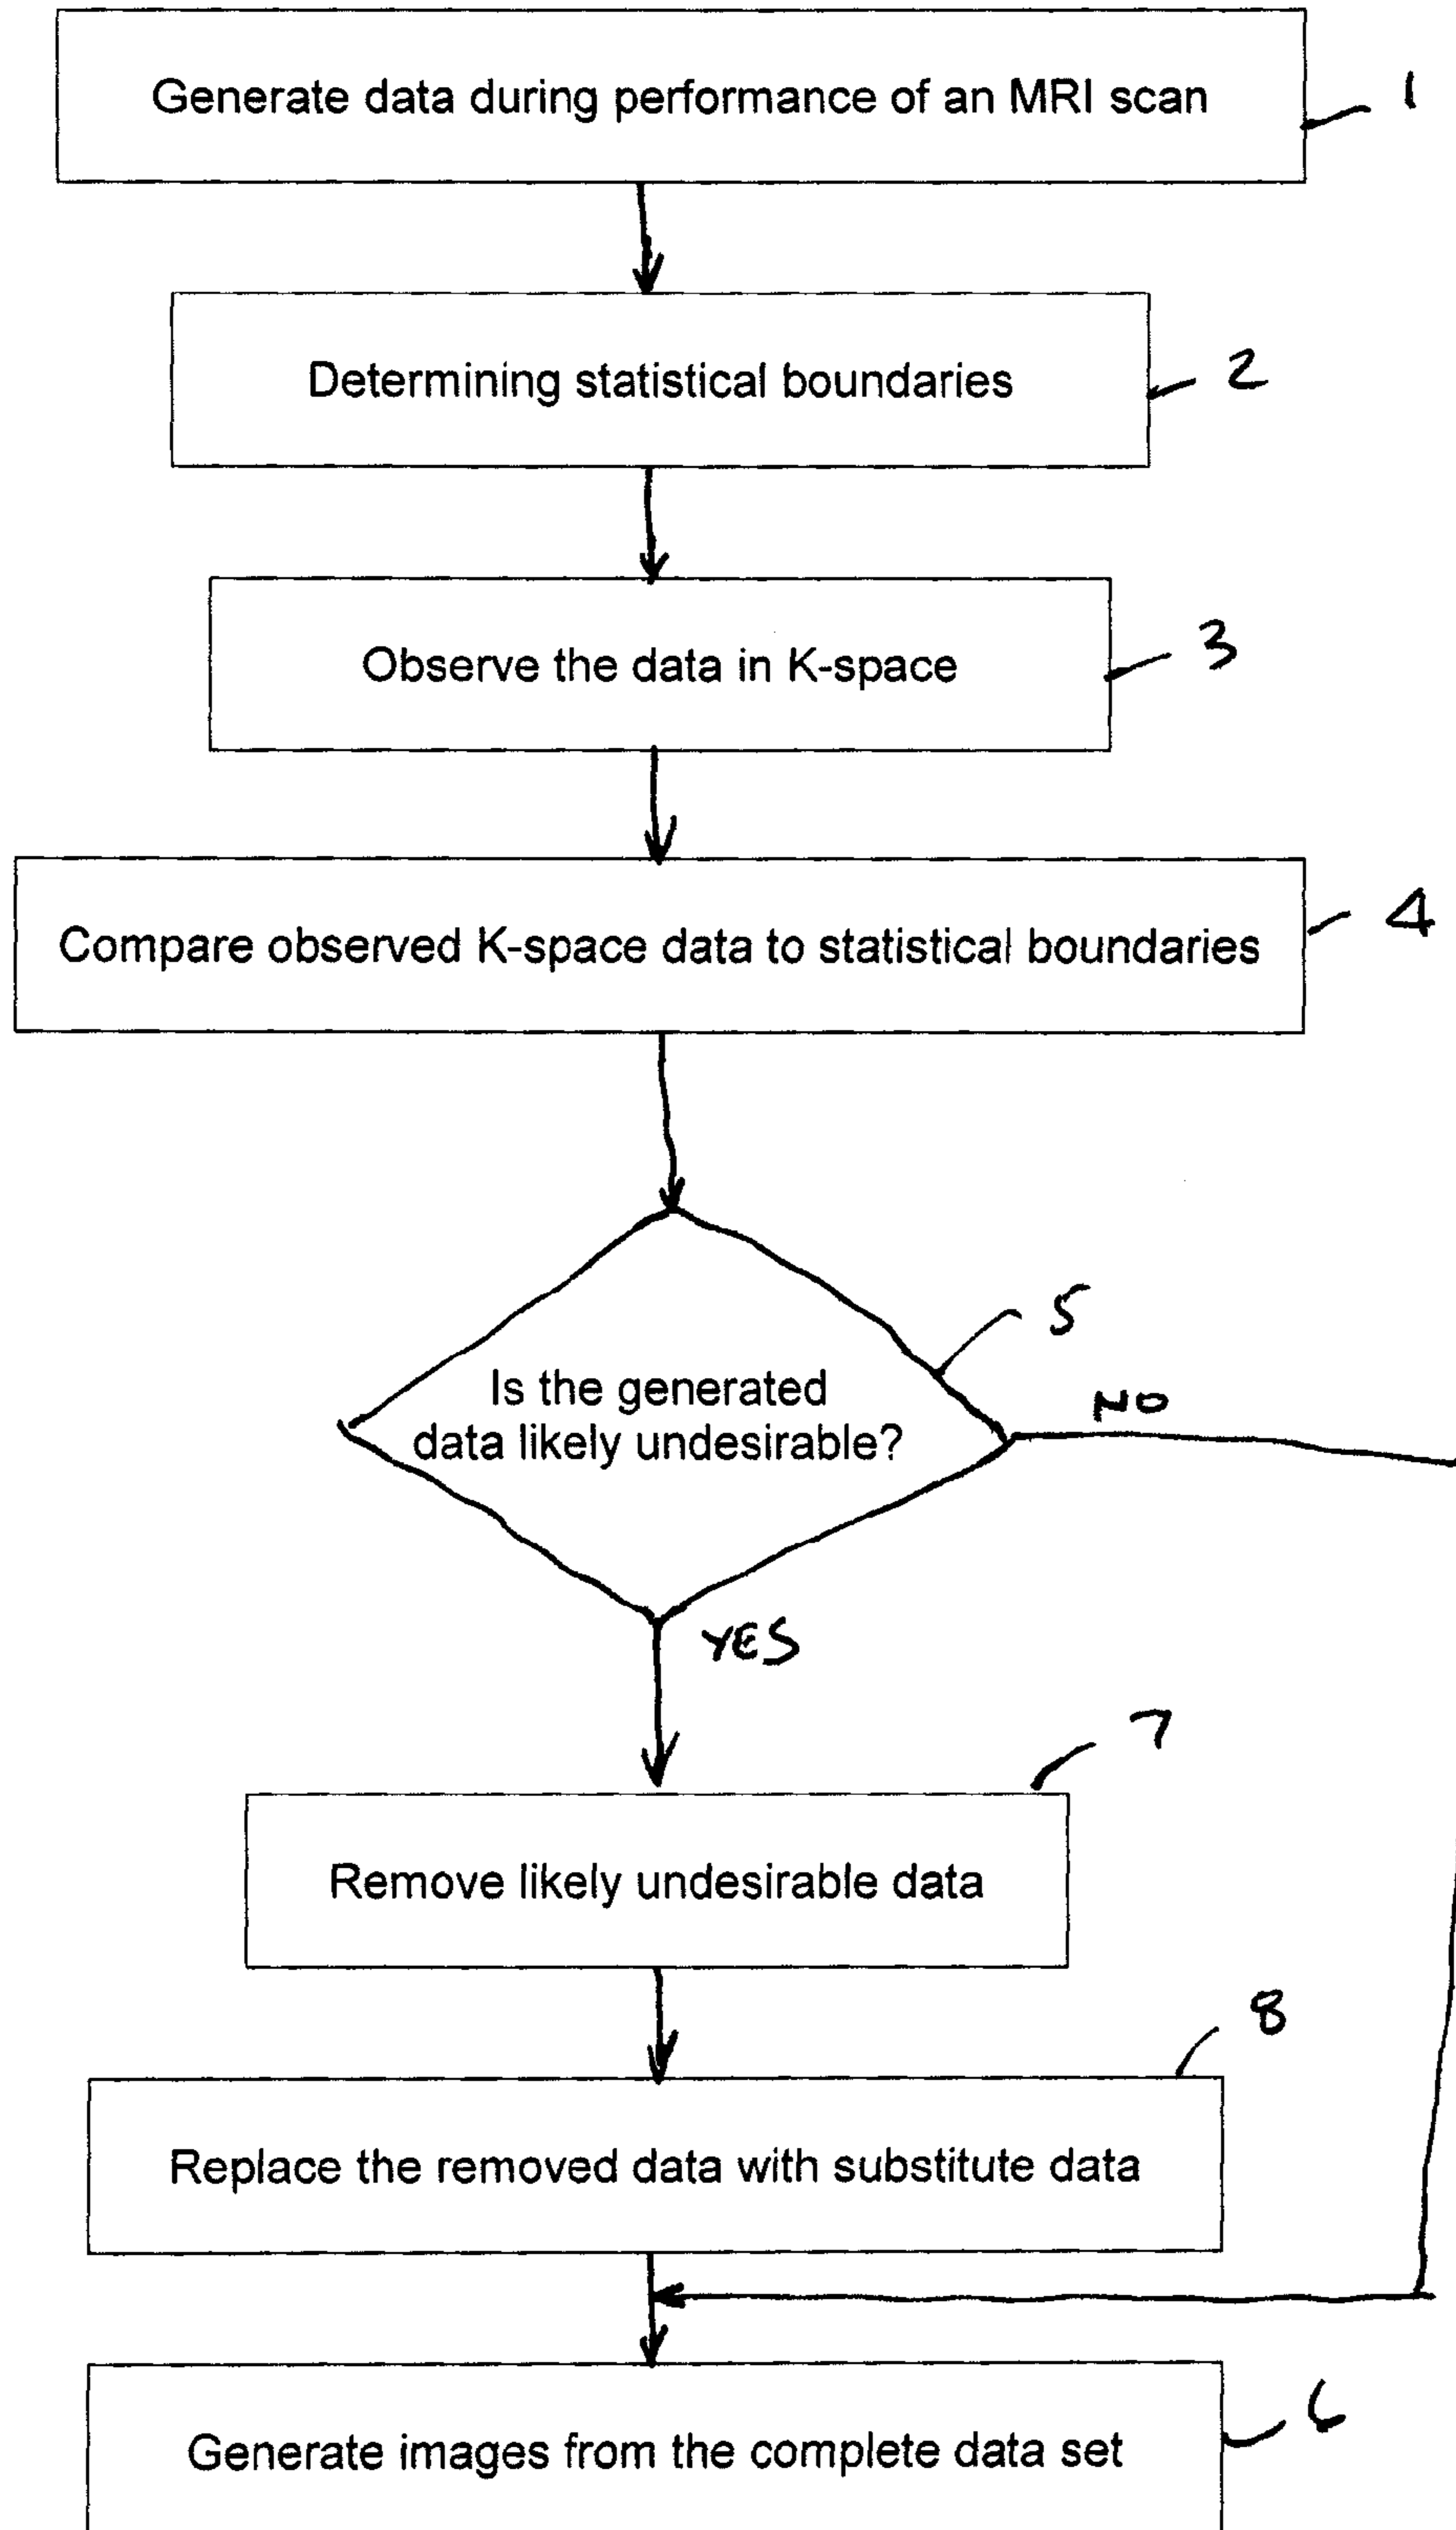 Generate data during performance of an MRI scan
1
Determining statistical boundaries
2
Observe the data in K-space
3
Compare observed K-space data to statistical boundaries
4
Is the generated
data likely undesirable?
5
NO
YES
Remove likely undesirable data
7
Replace the removed data with substitute data
8
Generate images from the complete data set
6